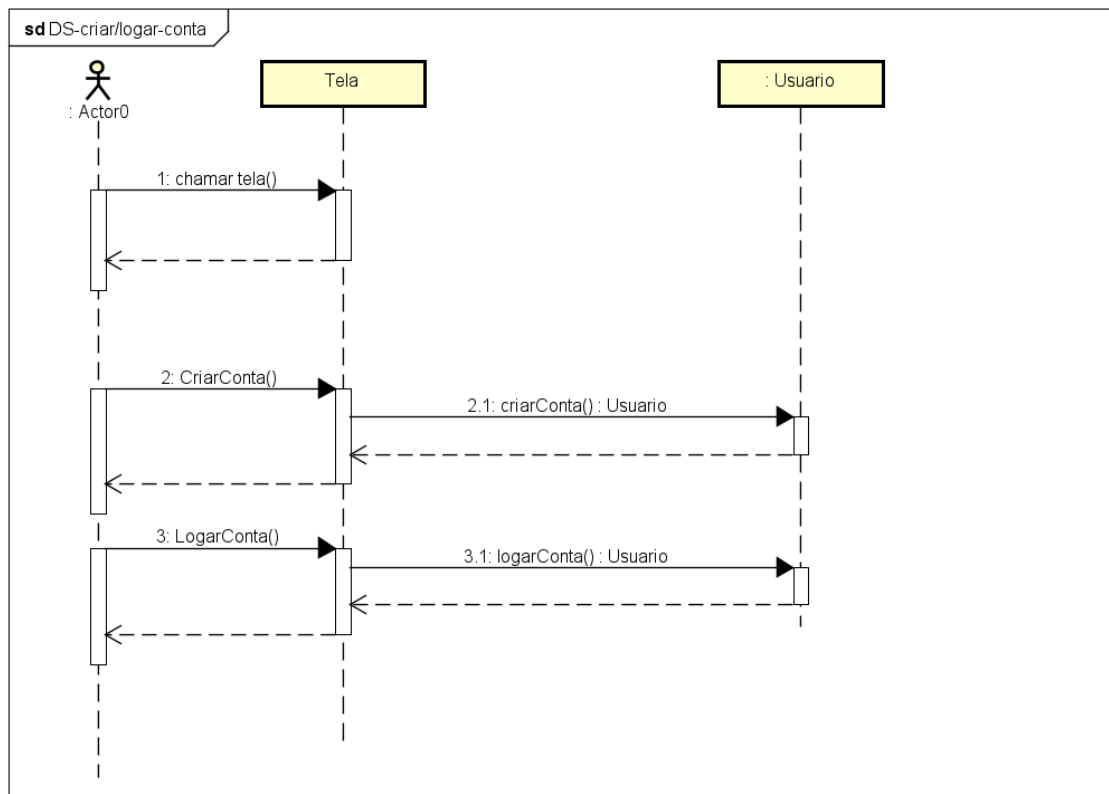 sd DS-criar/logar-conta
: Actor0
Tela
: Usuario
1: chamar tela()
2: CriarConta()
2.1: criarConta() : Usuario
3: LogarConta()
3.1: logarConta() : Usuario